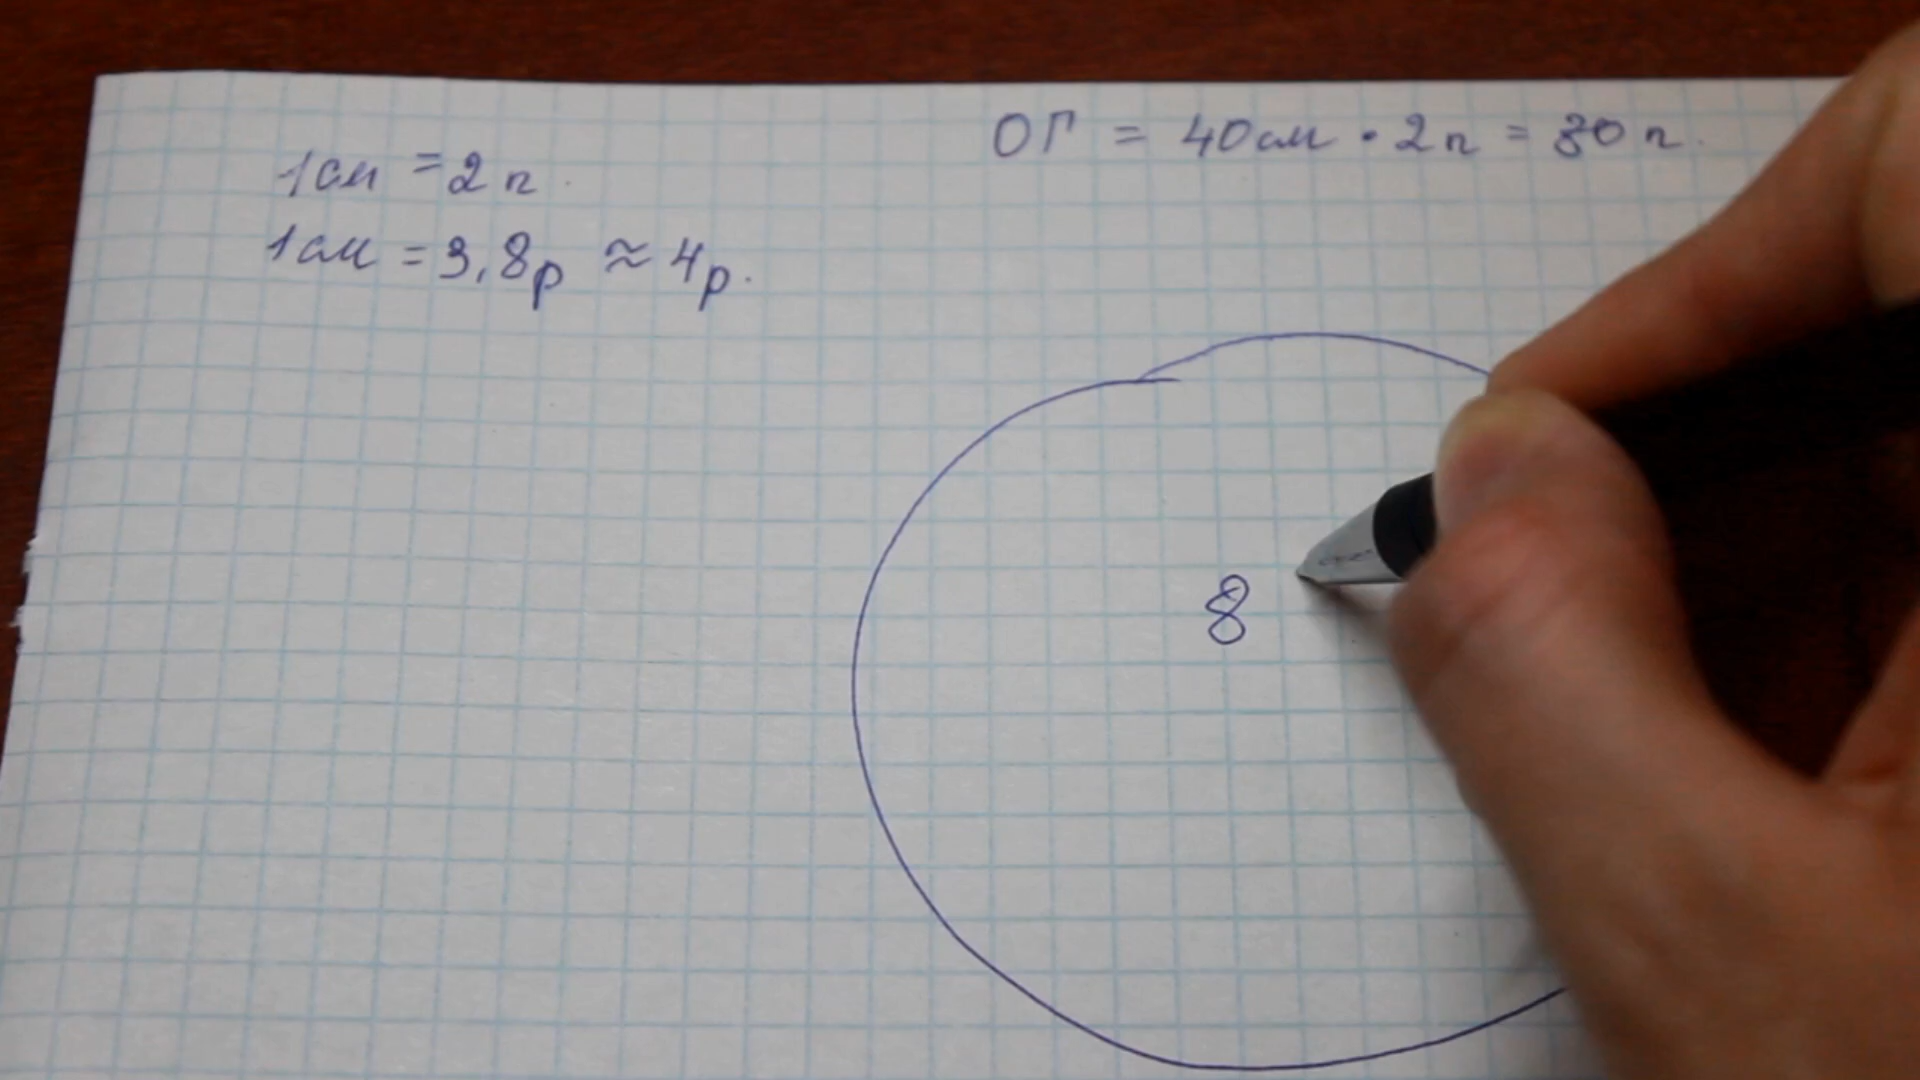 1см = 2п.
1см = 3,8р ≈ 4р.
ОГ = 40см • 2п = 80п.
8